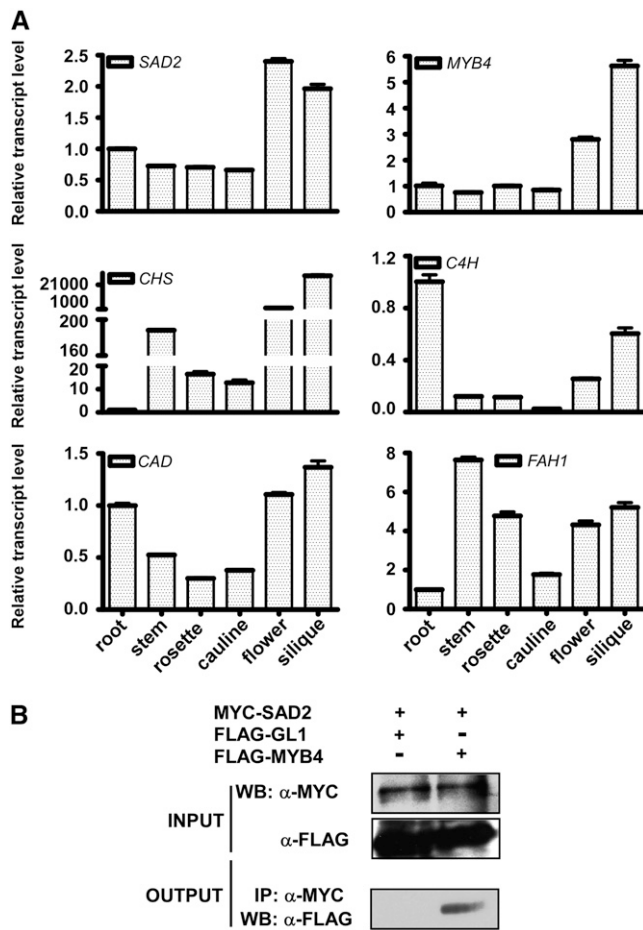 A
Relative transcript level
2.5
2.0
1.5
1.0
0.5
0.0
SAD2
6
5
4
3
2
1
0
MYB4
Relative transcript level
21000
1000
200
160
20
10
0
CHS
1.2
0.8
0.4
0.0
C4H
Relative transcript level
1.5
1.0
0.5
0.0
CAD
8
6
4
2
0
FAH1
root
stem
rosette
cauline
flower
silique
root
stem
rosette
cauline
flower
silique
B
MYC-SAD2 + +
FLAG-GL1 + -
FLAG-MYB4 - +
INPUT
WB: α-MYC
α-FLAG
OUTPUT
IP: α-MYC
WB: α-FLAG